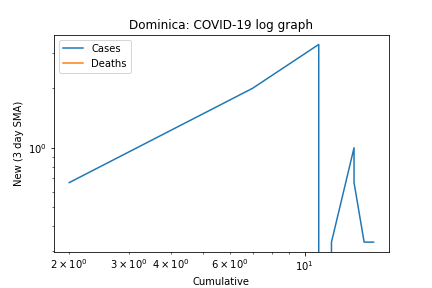 Dominica: COVID-19 log graph
Cases
Deaths
New (3 day SMA)
10⁰
2 × 10⁰ 3 × 10⁰ 4 × 10⁰ 6 × 10⁰ 10¹
Cumulative